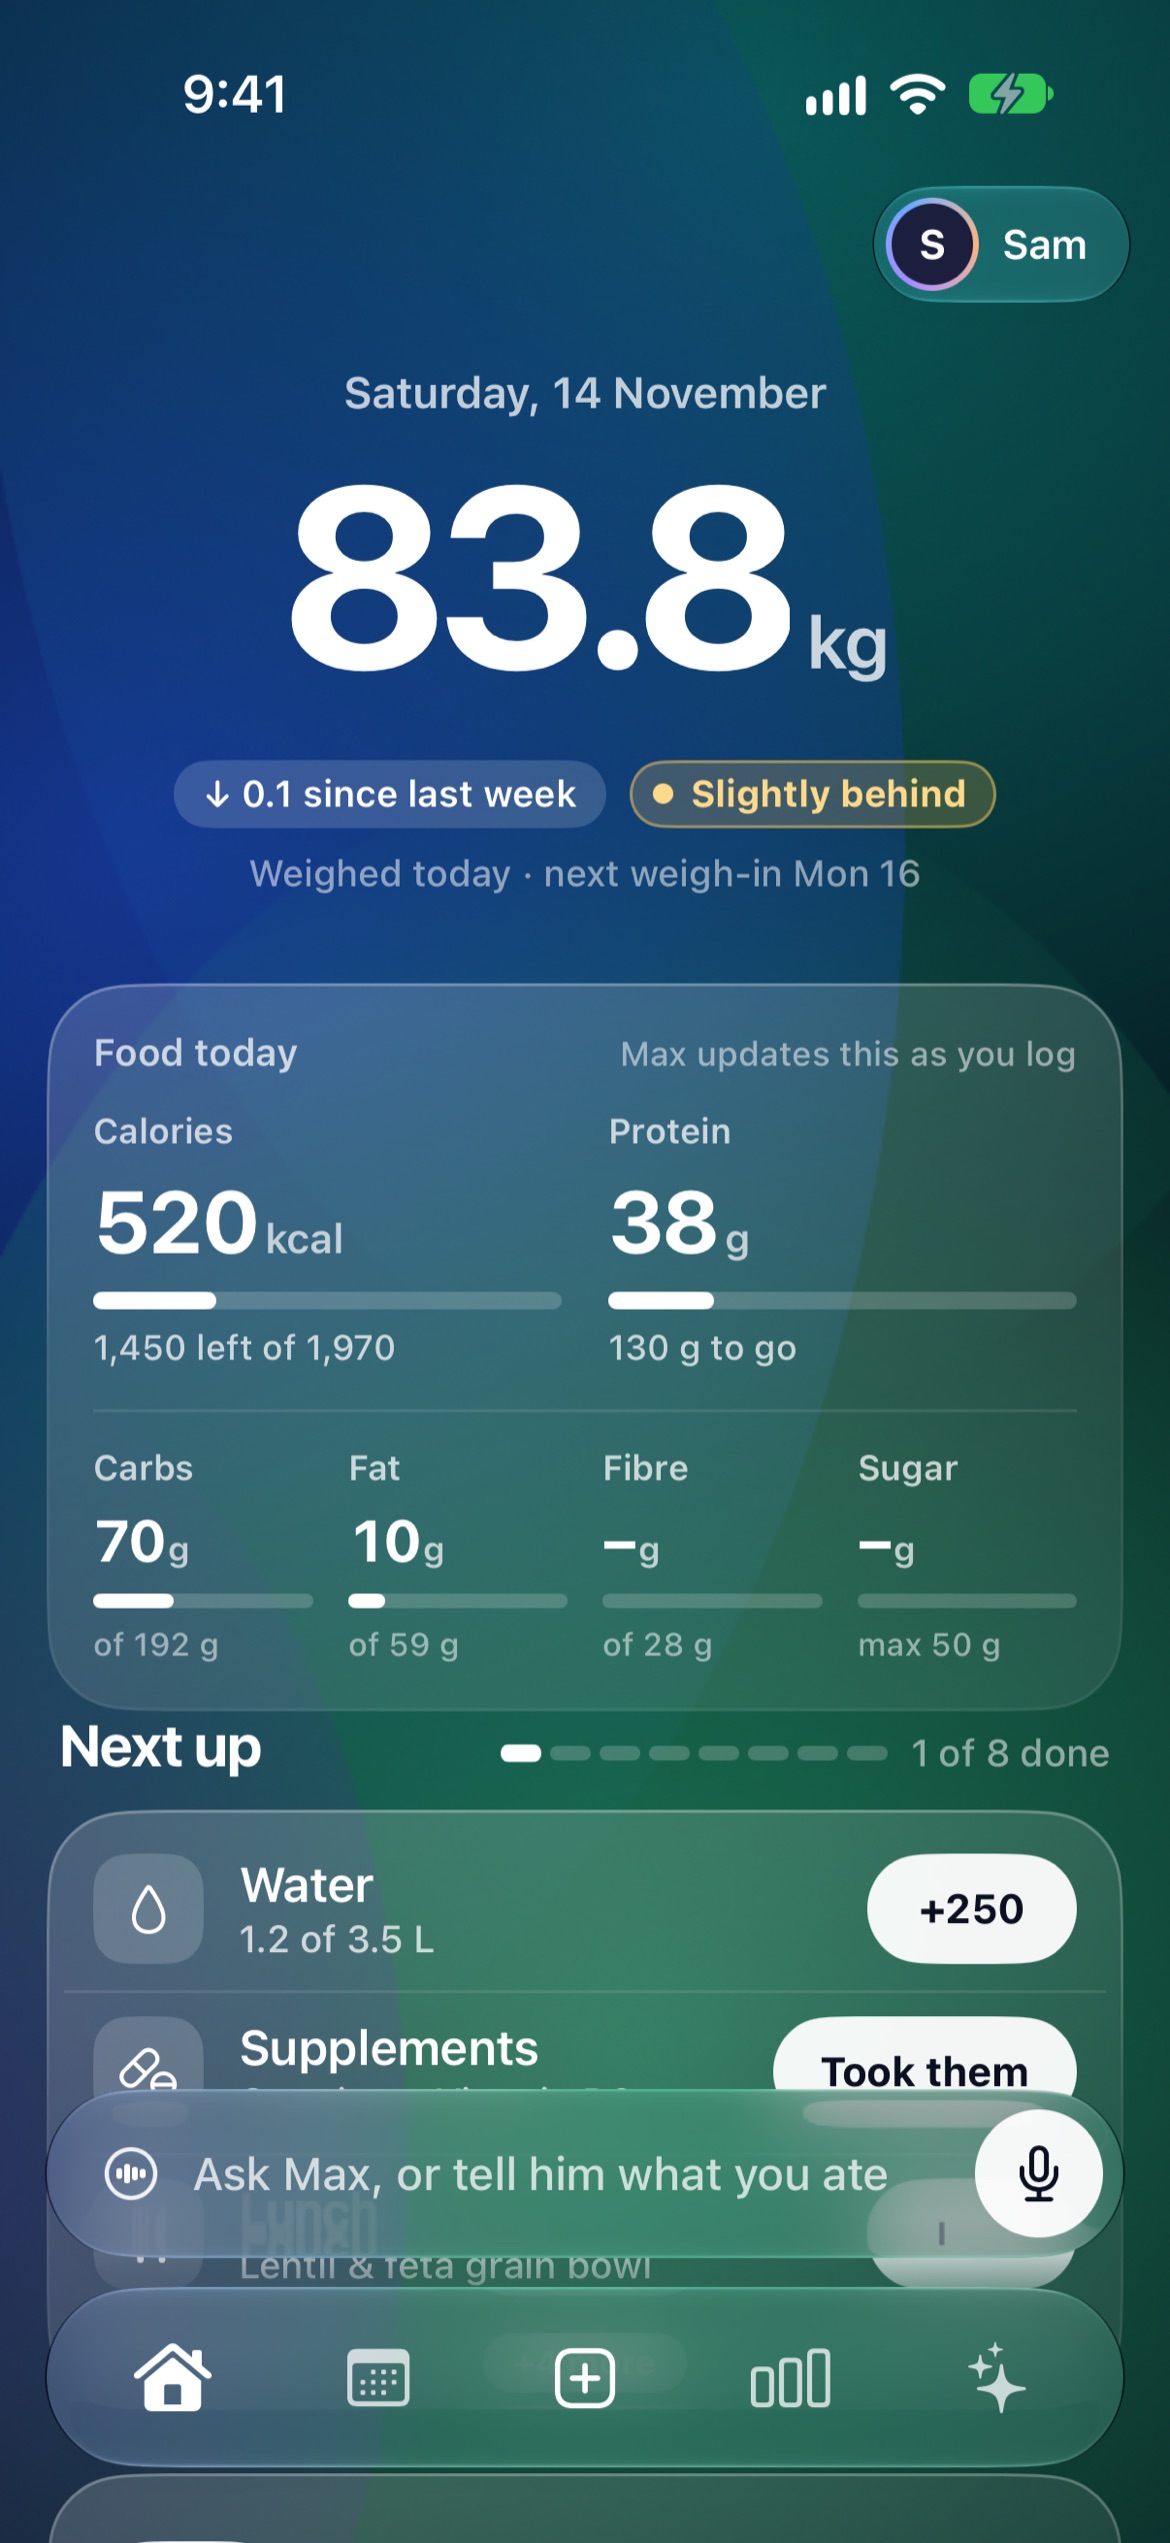 9:41
S Sam
Saturday, 14 November
83.8 kg
↓ 0.1 since last week
Slightly behind
Weighed today · next weigh-in Mon 16
Food today
Max updates this as you log
Calories
Protein
520 kcal
38 g
1,450 left of 1,970
130 g to go
Carbs
Fat
Fibre
Sugar
70 g
10 g
– g
– g
of 192 g
of 59 g
of 28 g
max 50 g
Next up
1 of 8 done
Water
+250
1.2 of 3.5 L
Supplements
Took them
Ask Max, or tell him what you ate
Lunch
Lentil & feta grain bowl